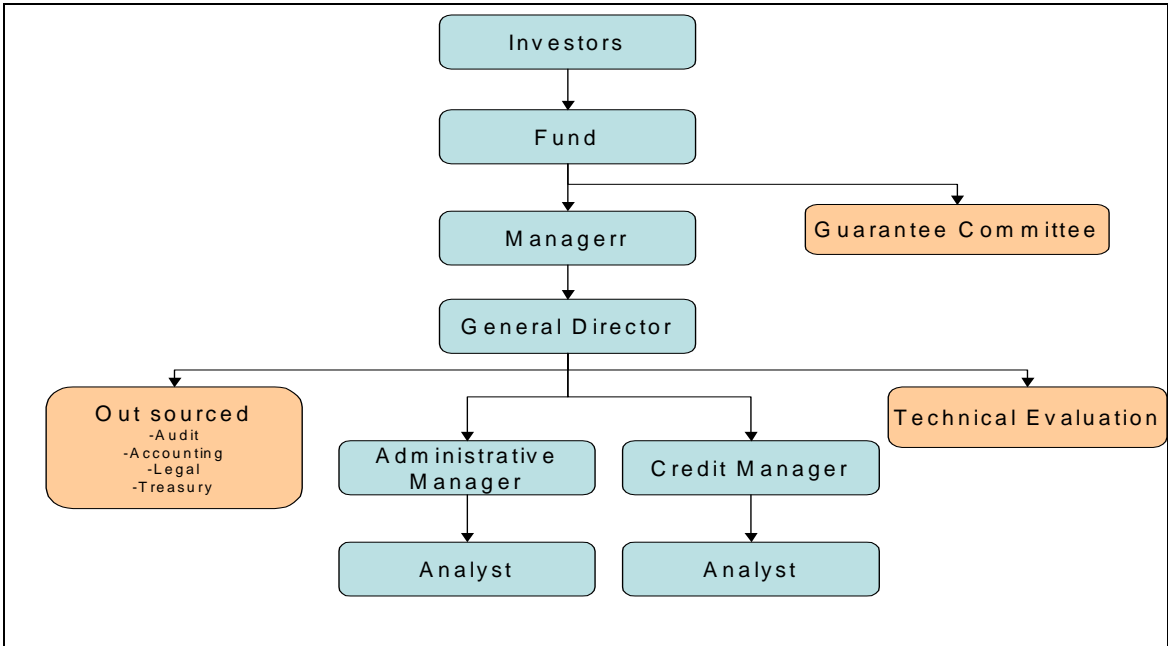 Investors
Fund
Guarantee Committee
Managerr
General Director
Out sourced
-Audit
-Accounting
-Legal
-Treasury
Technical Evaluation
Administrative
Manager
Credit Manager
Analyst
Analyst